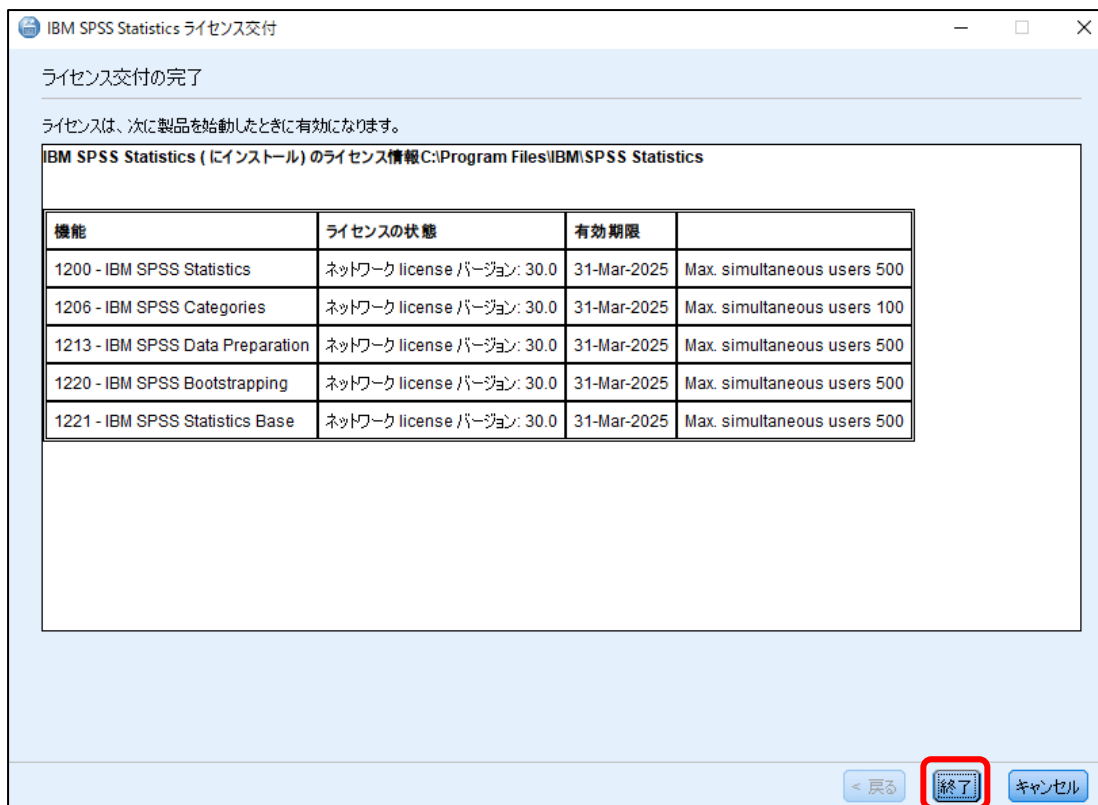 IBM SPSS Statistics ライセンス交付
ライセンス交付の完了
ライセンスは、次に製品を始動したときに有効になります。
IBM SPSS Statistics ( にインストール) のライセンス情報C:\Program Files\IBM\SPSS Statistics
機能 ライセンスの状態 有効期限
1200 - IBM SPSS Statistics ネットワーク license バージョン: 30.0 31-Mar-2025 Max. simultaneous users 500
1206 - IBM SPSS Categories ネットワーク license バージョン: 30.0 31-Mar-2025 Max. simultaneous users 100
1213 - IBM SPSS Data Preparation ネットワーク license バージョン: 30.0 31-Mar-2025 Max. simultaneous users 500
1220 - IBM SPSS Bootstrapping ネットワーク license バージョン: 30.0 31-Mar-2025 Max. simultaneous users 500
1221 - IBM SPSS Statistics Base ネットワーク license バージョン: 30.0 31-Mar-2025 Max. simultaneous users 500
< 戻る 終了 キャンセル